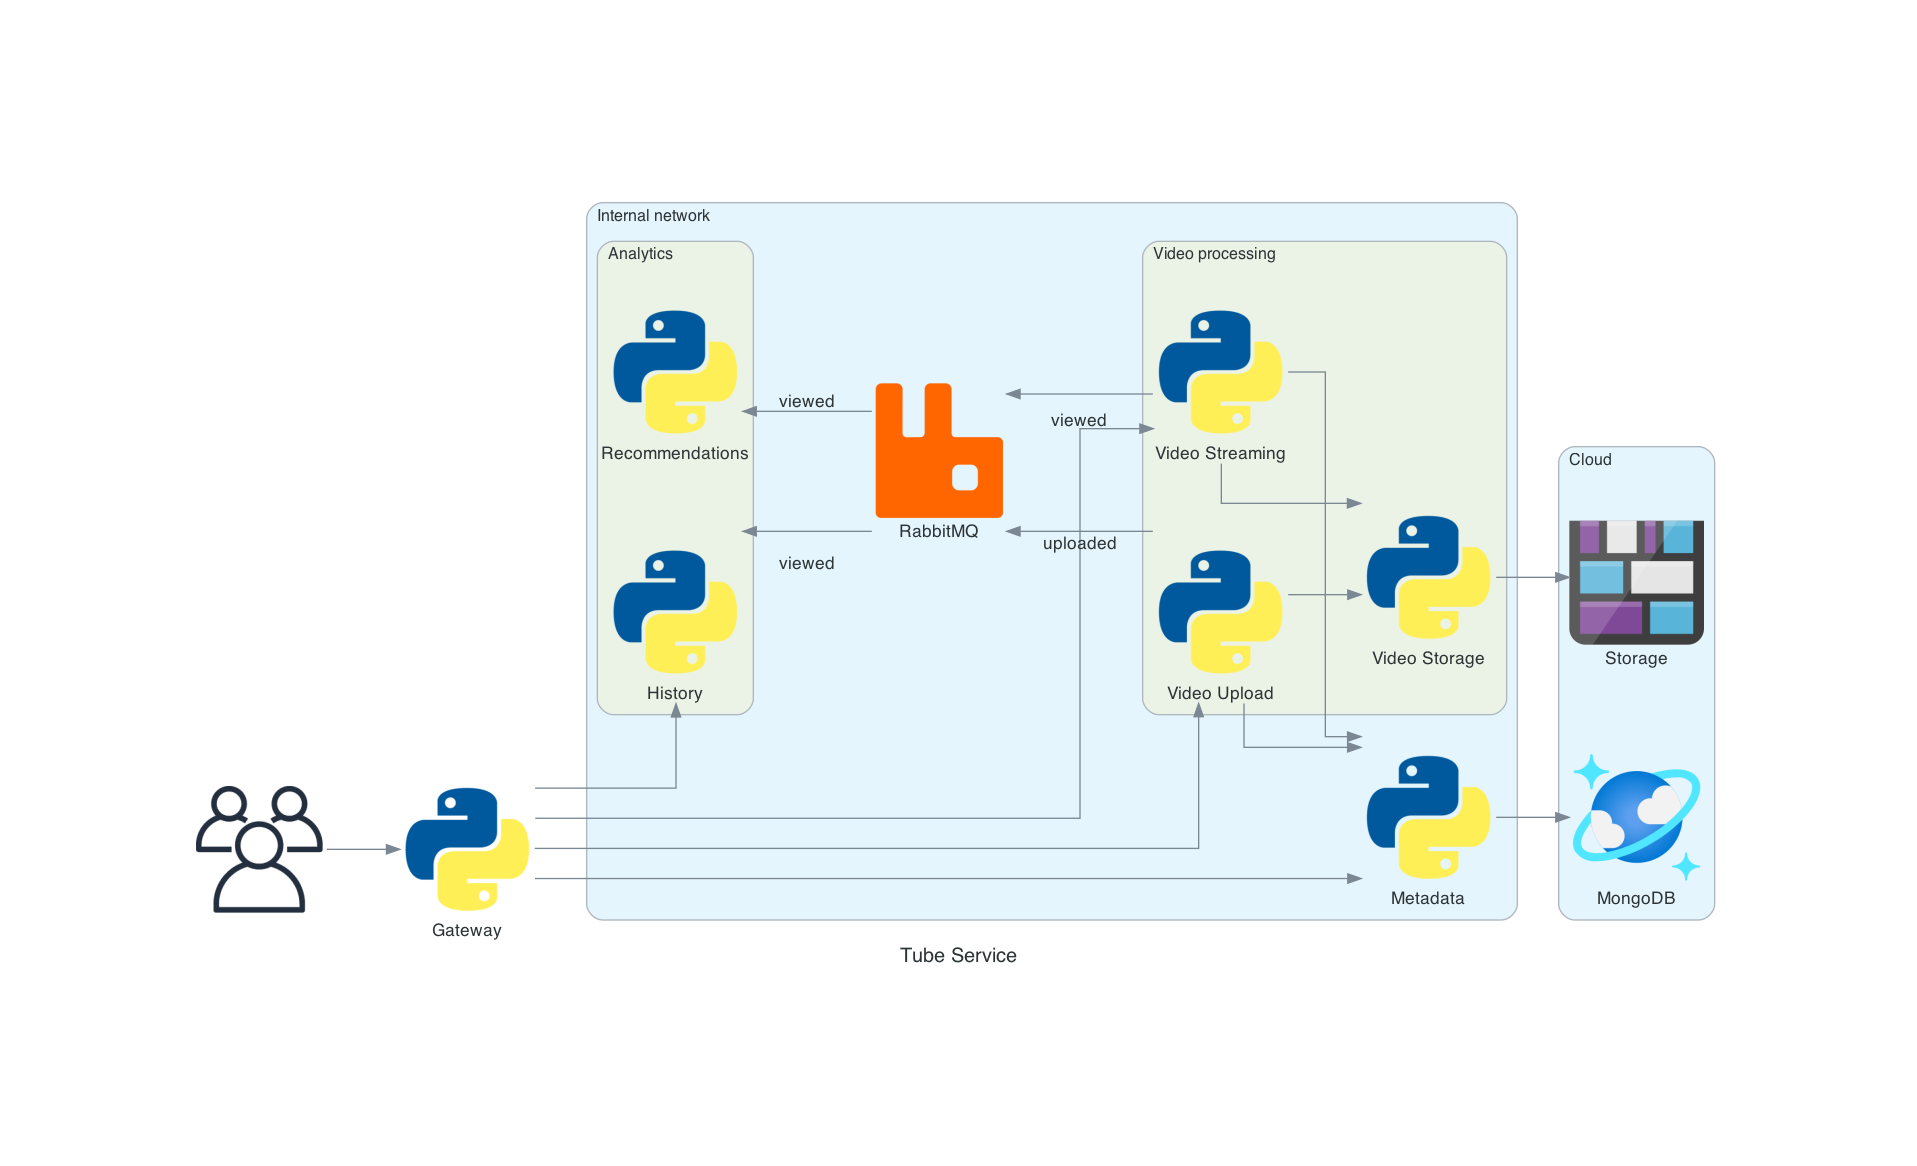 Internal network
Analytics
Video processing
viewed
viewed
Recommendations
Video Streaming
Cloud
RabbitMQ
uploaded
viewed
Video Storage
Storage
History
Video Upload
Metadata
MongoDB
Gateway
Tube Service